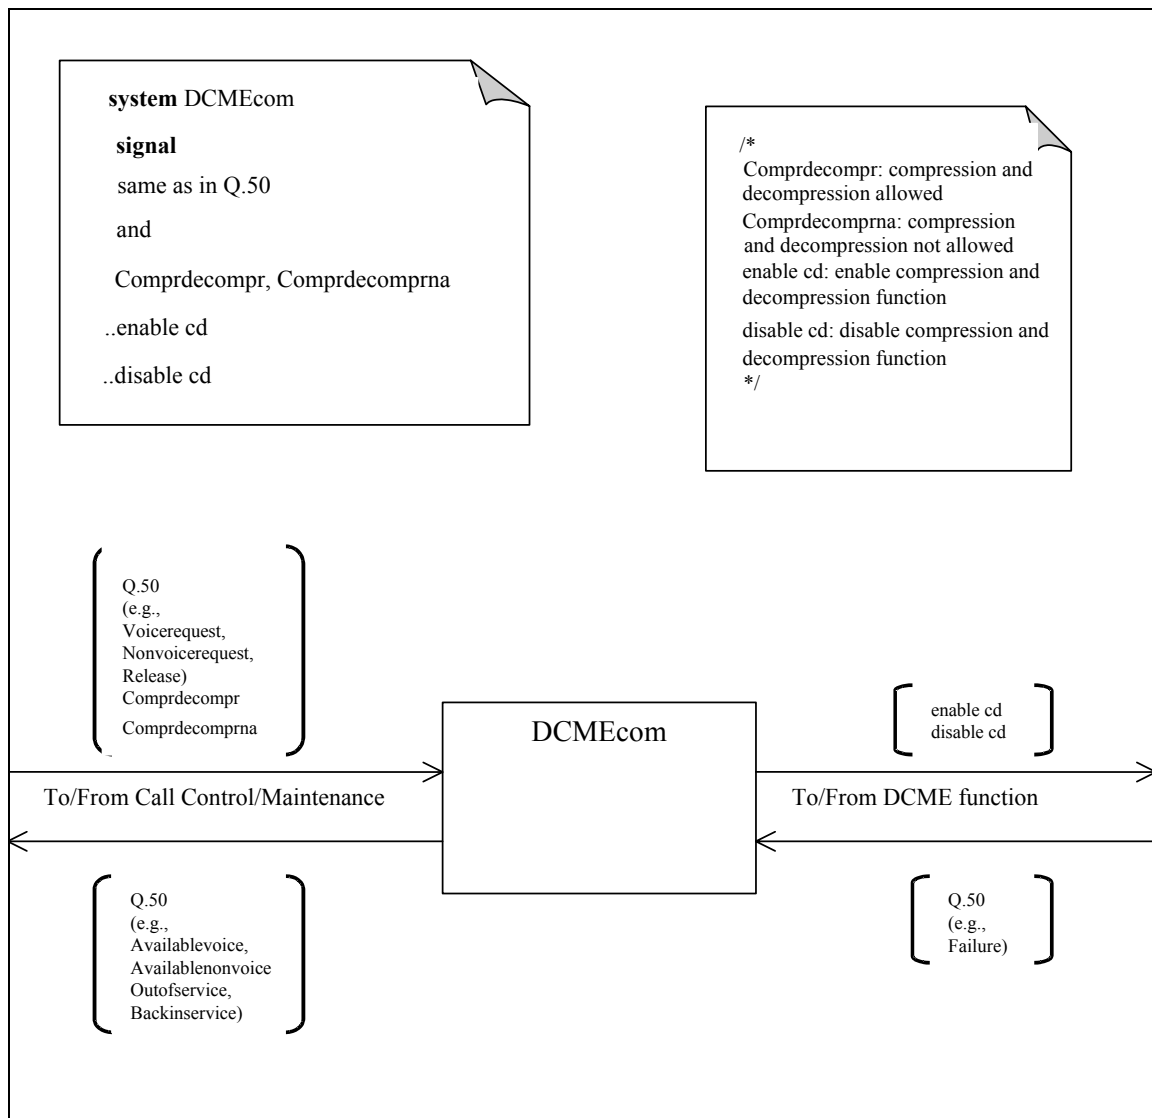 system DCMEcom
signal
same as in Q.50
and
Comprdecompr, Comprdecomprna
..enable cd
..disable cd
/*
Comprdecompr: compression and
decompression allowed
Comprdecomprna: compression
and decompression not allowed
enable cd: enable compression and
decompression function
disable cd: disable compression and
decompression function
*/
Q.50
(e.g.,
Voicerequest,
Nonvoicerequest,
Release)
Comprdecompr
Comprdecomprna
To/From Call Control/Maintenance
Q.50
(e.g.,
Availablevoice,
Availablenonvoice
Outofservice,
Backinservice)
DCMEcom
enable cd
disable cd
To/From DCME function
Q.50
(e.g.,
Failure)